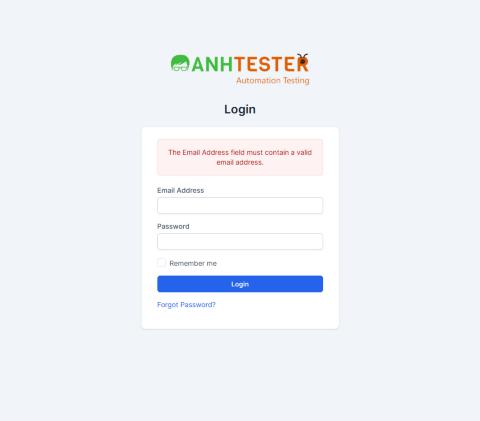 ANHTESTER
Automation Testing
Login
The Email Address field must contain a valid
email address.
Email Address
Password
Remember me
Login
Forgot Password?